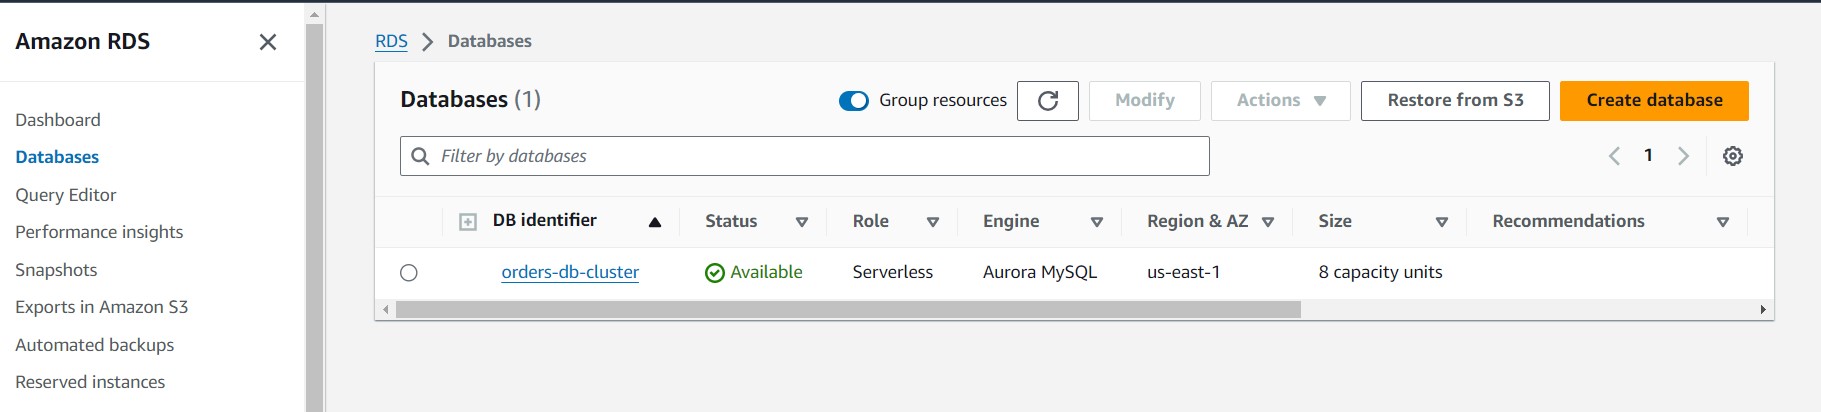 Amazon RDS
Dashboard
Databases
Query Editor
Performance insights
Snapshots
Exports in Amazon S3
Automated backups
Reserved instances
RDS Databases
Databases (1) Group resources Modify Actions Restore from S3 Create database
Filter by databases 1
DB identifier Status Role Engine Region & AZ Size Recommendations
orders-db-cluster Available Serverless Aurora MySQL us-east-1 8 capacity units